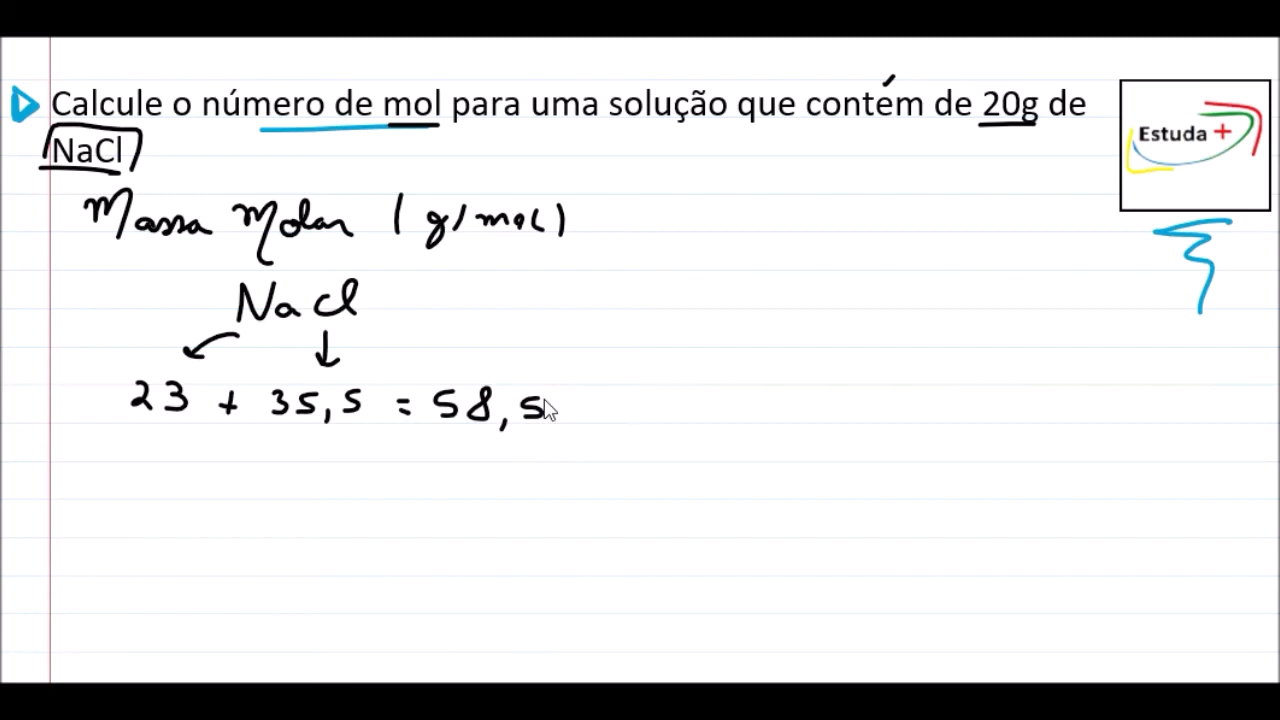 Calcule o número de mol para uma solução que contém de 20g de
NaCl
Estuda +
Massa Molar (g/mol)
NaCl
23 + 35,5 = 58,5